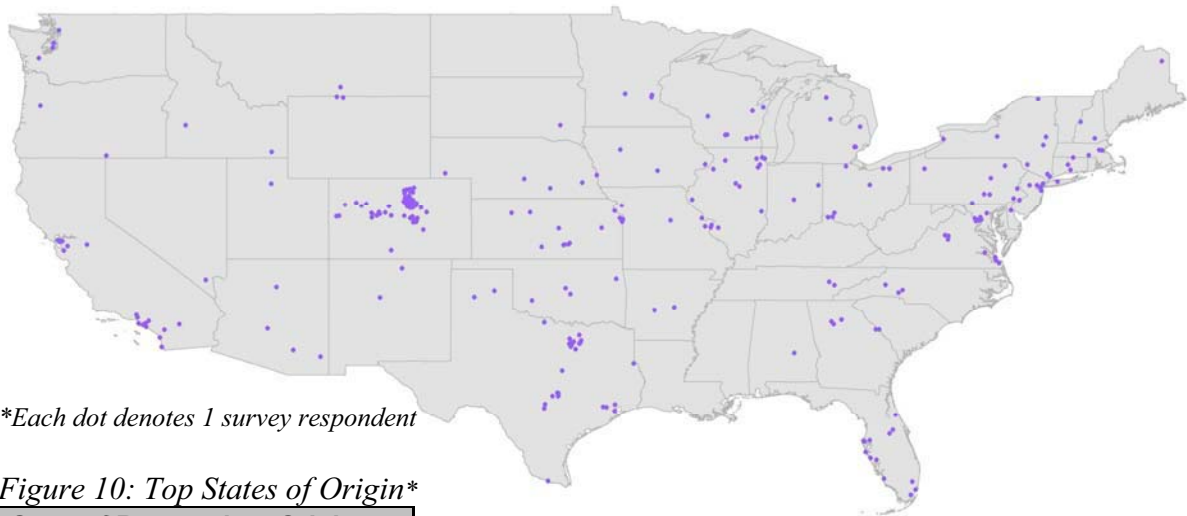 *Each dot denotes 1 survey respondent
Figure 10: Top States of Origin*